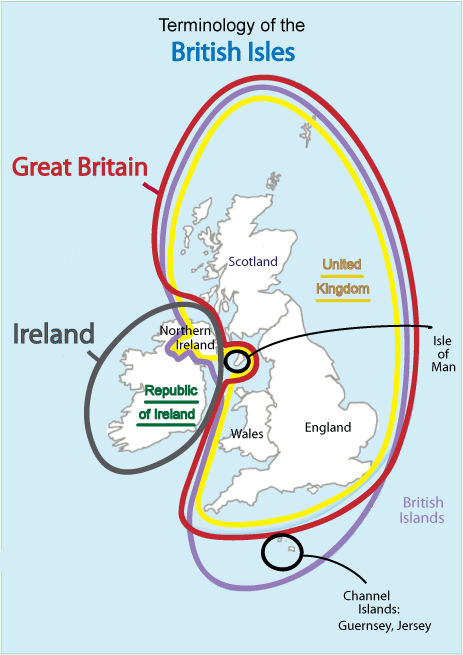 Terminology of the
British Isles
Great Britain
Scotland
United
Kingdom
Ireland
Northern
Ireland
Isle
of
Man
Republic
of Ireland
Wales
England
British
Islands
Channel
Islands:
Guernsey, Jersey